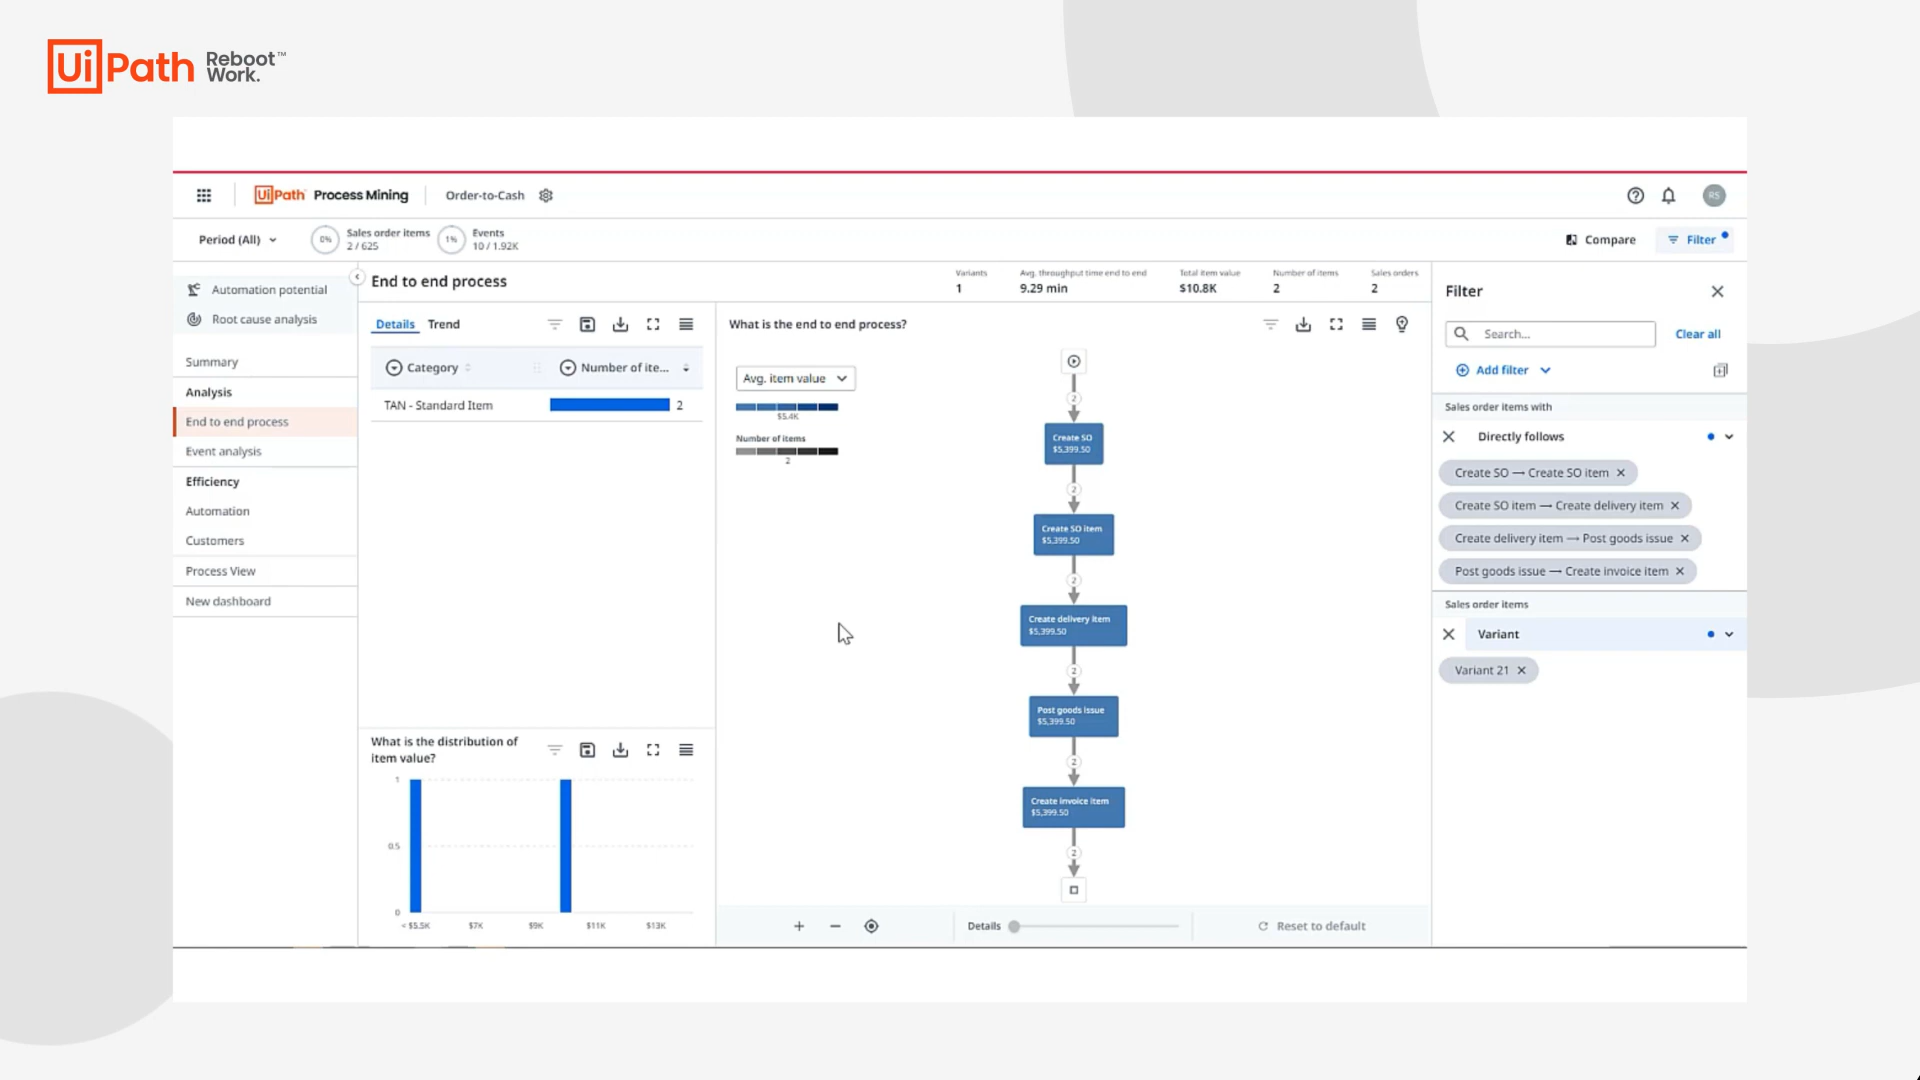 UiPath Reboot Work.™
UiPath Process Mining
Order-to-Cash
RS
Period (All)
0%
Sales order items
2 / 625
1%
Events
10 / 1.92K
Compare
Filter
Automation potential
Root cause analysis
Summary
Analysis
End to end process
Event analysis
Efficiency
Automation
Customers
Process View
New dashboard
End to end process
Variants
1
Avg. throughput time end to end
9.29 min
Total item value
$10.8K
Number of items
2
Sales orders
2
Details
Trend
Category
Number of ite...
TAN - Standard Item
2
What is the distribution of
item value?
1
0.5
0
< $5.5K
$7K
$9K
$11K
$13K
What is the end to end process?
Avg. item value
$5.4K
Number of items
2
2
Create SO
$5,399.50
2
Create SO item
$5,399.50
2
Create delivery item
$5,399.50
2
Post goods issue
$5,399.50
2
Create invoice item
$5,399.50
2
Details
Reset to default
Filter
Search...
Clear all
Add filter
Sales order items with
Directly follows
Create SO → Create SO item
Create SO item → Create delivery item
Create delivery item → Post goods issue
Post goods issue → Create invoice item
Sales order items
Variant
Variant 21